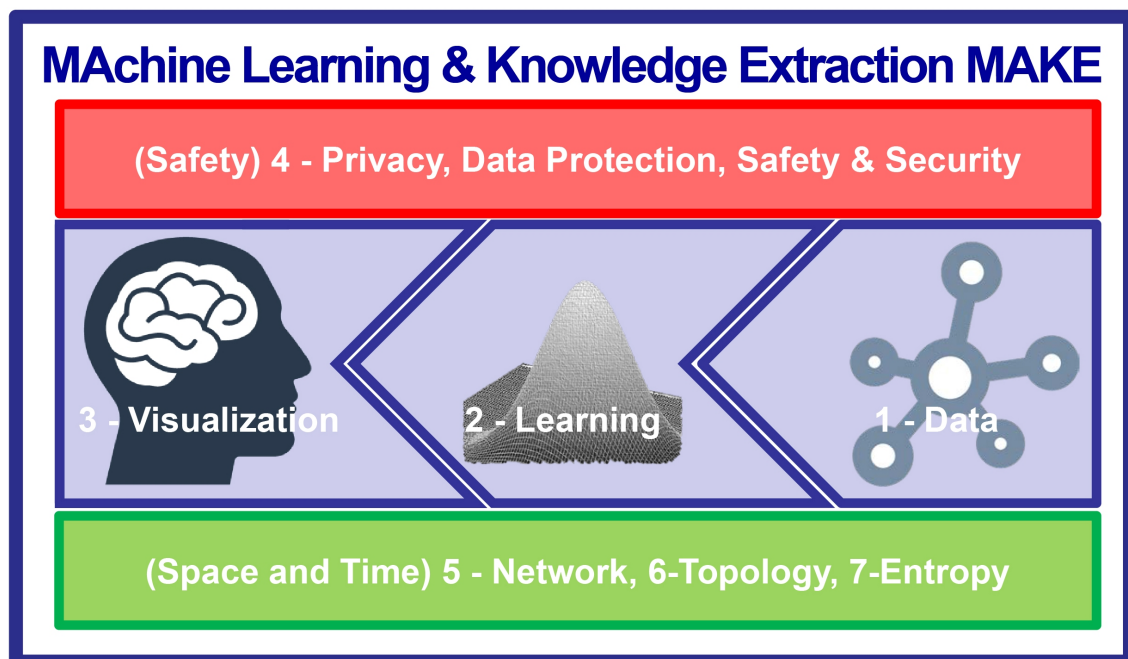 MAchine Learning & Knowledge Extraction MAKE
(Safety) 4 - Privacy, Data Protection, Safety & Security
3 - Visualization
2 - Learning
1 - Data
(Space and Time) 5 - Network, 6-Topology, 7-Entropy